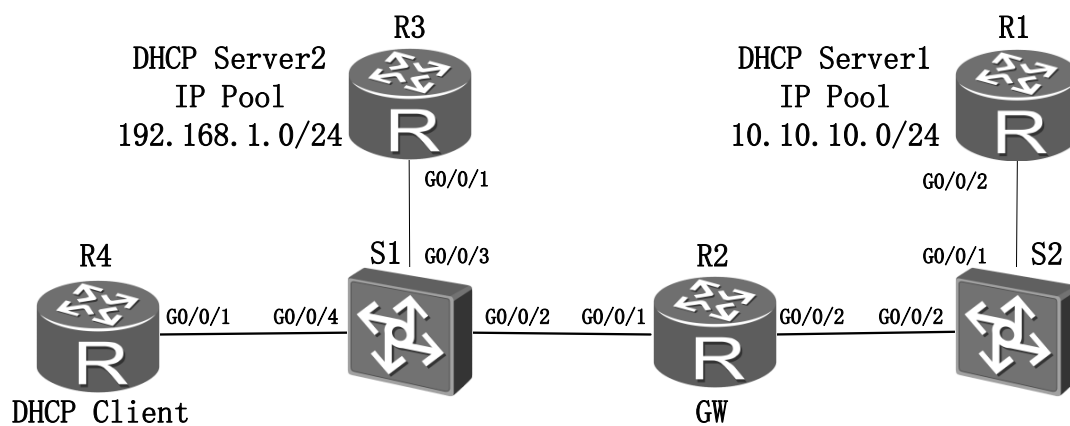 R3
DHCP Server2
IP Pool
192.168.1.0/24
R
G0/0/1
R1
DHCP Server1
IP Pool
10.10.10.0/24
R
G0/0/2
R4
R
G0/0/1
DHCP Client
S1
G0/0/3
G0/0/4
G0/0/2
R2
G0/0/1
R
G0/0/2
GW
G0/0/1
S2
G0/0/2